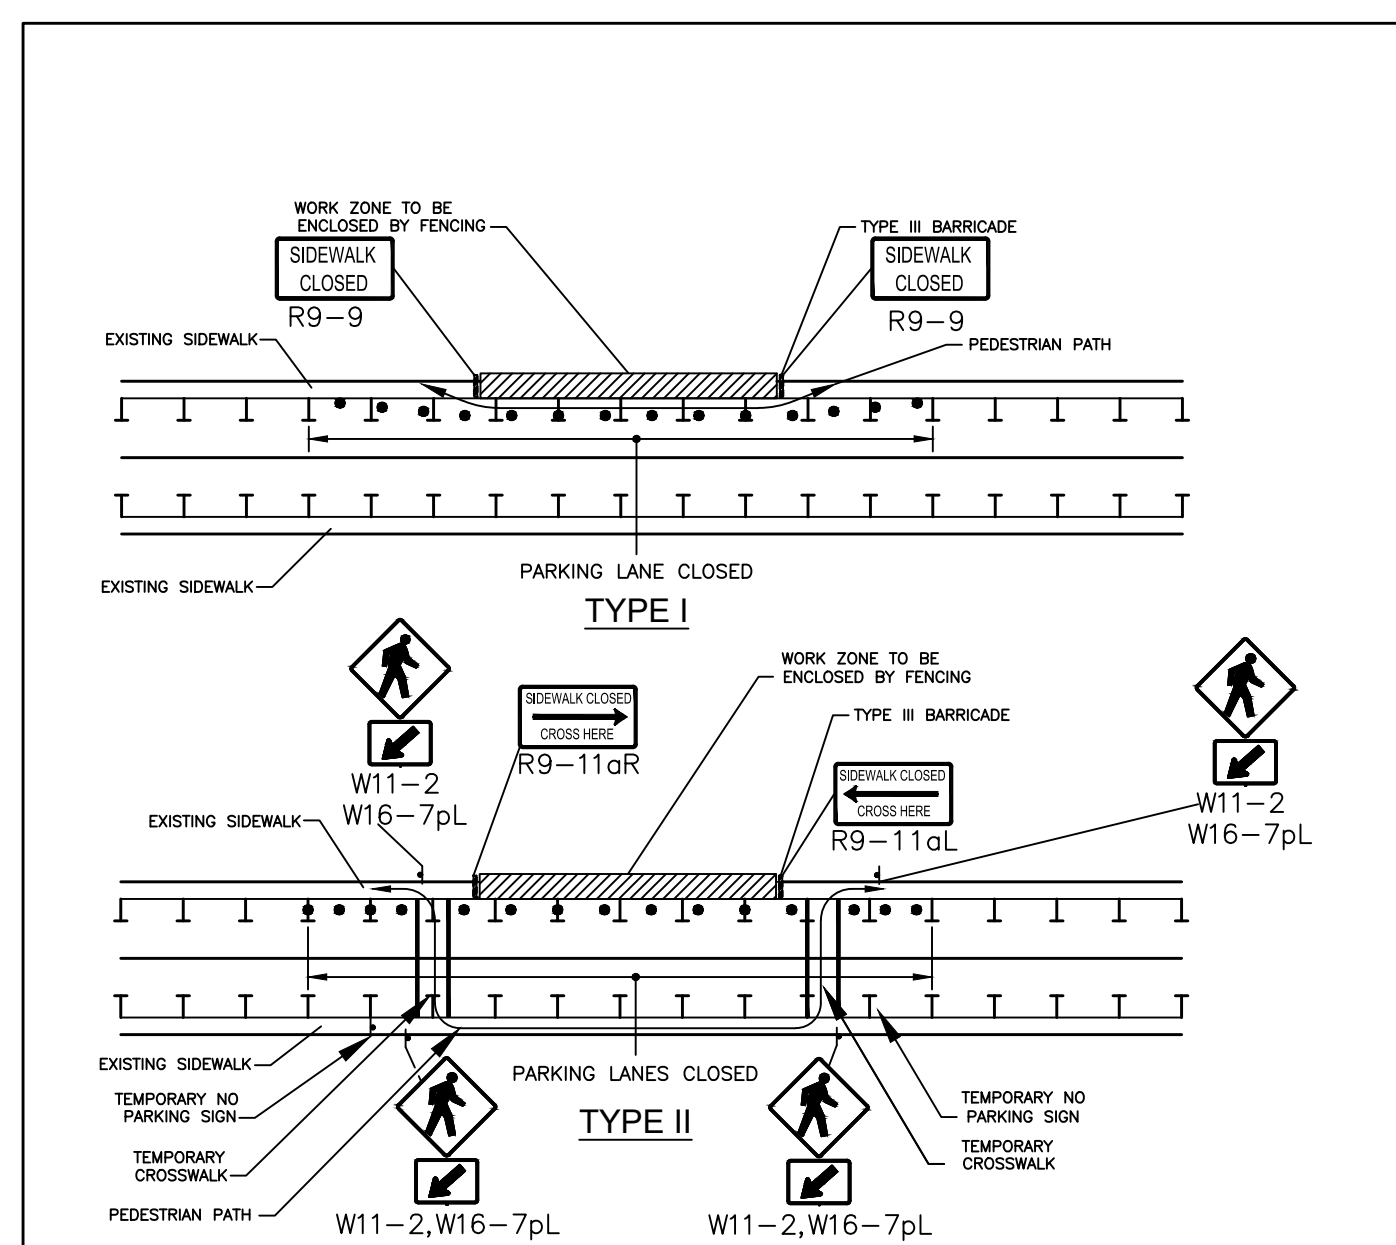 WORK ZONE TO BE
ENCLOSED BY FENCING
TYPE III BARRICADE
SIDEWALK
CLOSED
R9-9
SIDEWALK
CLOSED
R9-9
EXISTING SIDEWALK
PEDESTRIAN PATH
EXISTING SIDEWALK
PARKING LANE CLOSED
TYPE I
WORK ZONE TO BE
ENCLOSED BY FENCING
SIDEWALK CLOSED
CROSS HERE
R9-11aR
TYPE III BARRICADE
SIDEWALK CLOSED
CROSS HERE
R9-11aL
W11-2
W16-7pL
W11-2
W16-7pL
EXISTING SIDEWALK
EXISTING SIDEWALK
TEMPORARY NO
PARKING SIGN
TEMPORARY
CROSSWALK
PEDESTRIAN PATH
PARKING LANES CLOSED
TYPE II
TEMPORARY NO
PARKING SIGN
TEMPORARY
CROSSWALK
W11-2,W16-7pL
W11-2,W16-7pL